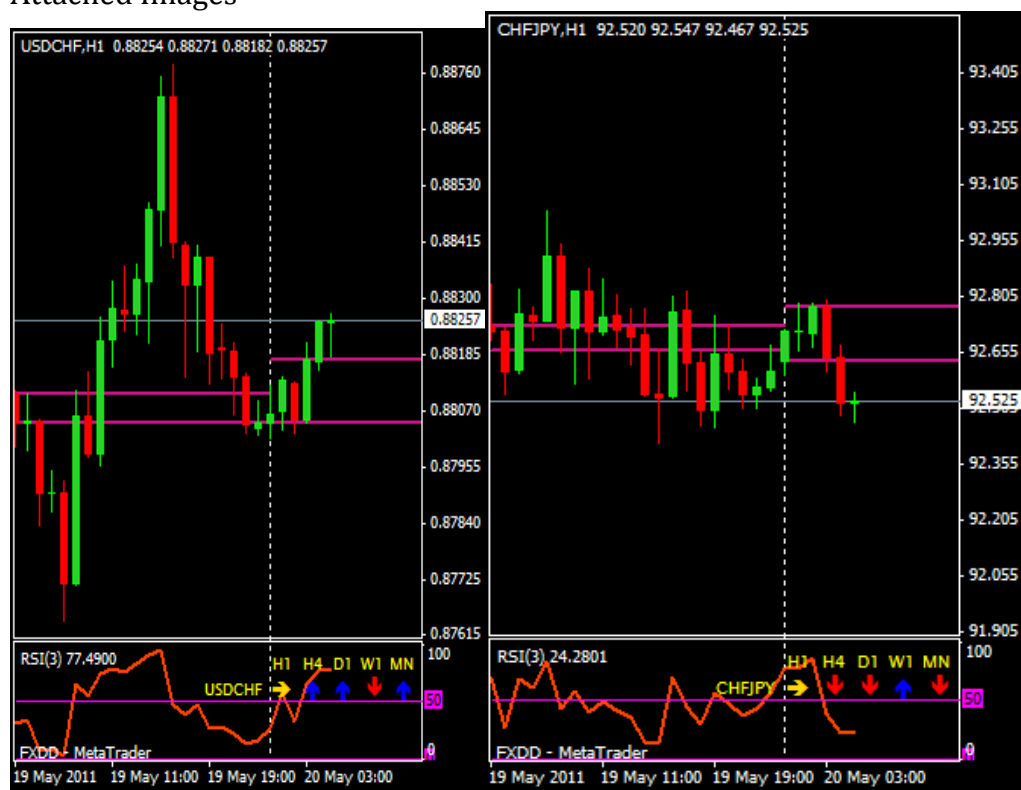 Attached Images
USDCHF,H1 0.88254 0.88271 0.88182 0.88257
0.88760
0.88645
0.88530
0.88415
0.88300
0.88257
0.88185
0.88070
0.87955
0.87840
0.87725
0.87615
RSI(3) 77.4900
100
H1 H4 D1 W1 MN
USDCHF
50
0
FXDD - MetaTrader
19 May 2011 19 May 11:00 19 May 19:00 20 May 03:00
CHFJPY,H1 92.520 92.547 92.467 92.525
93.405
93.255
93.105
92.955
92.805
92.655
92.525
92.355
92.205
92.055
91.905
RSI(3) 24.2801
100
H1 H4 D1 W1 MN
CHFJPY
50
0
FXDD - MetaTrader
19 May 2011 19 May 11:00 19 May 19:00 20 May 03:00